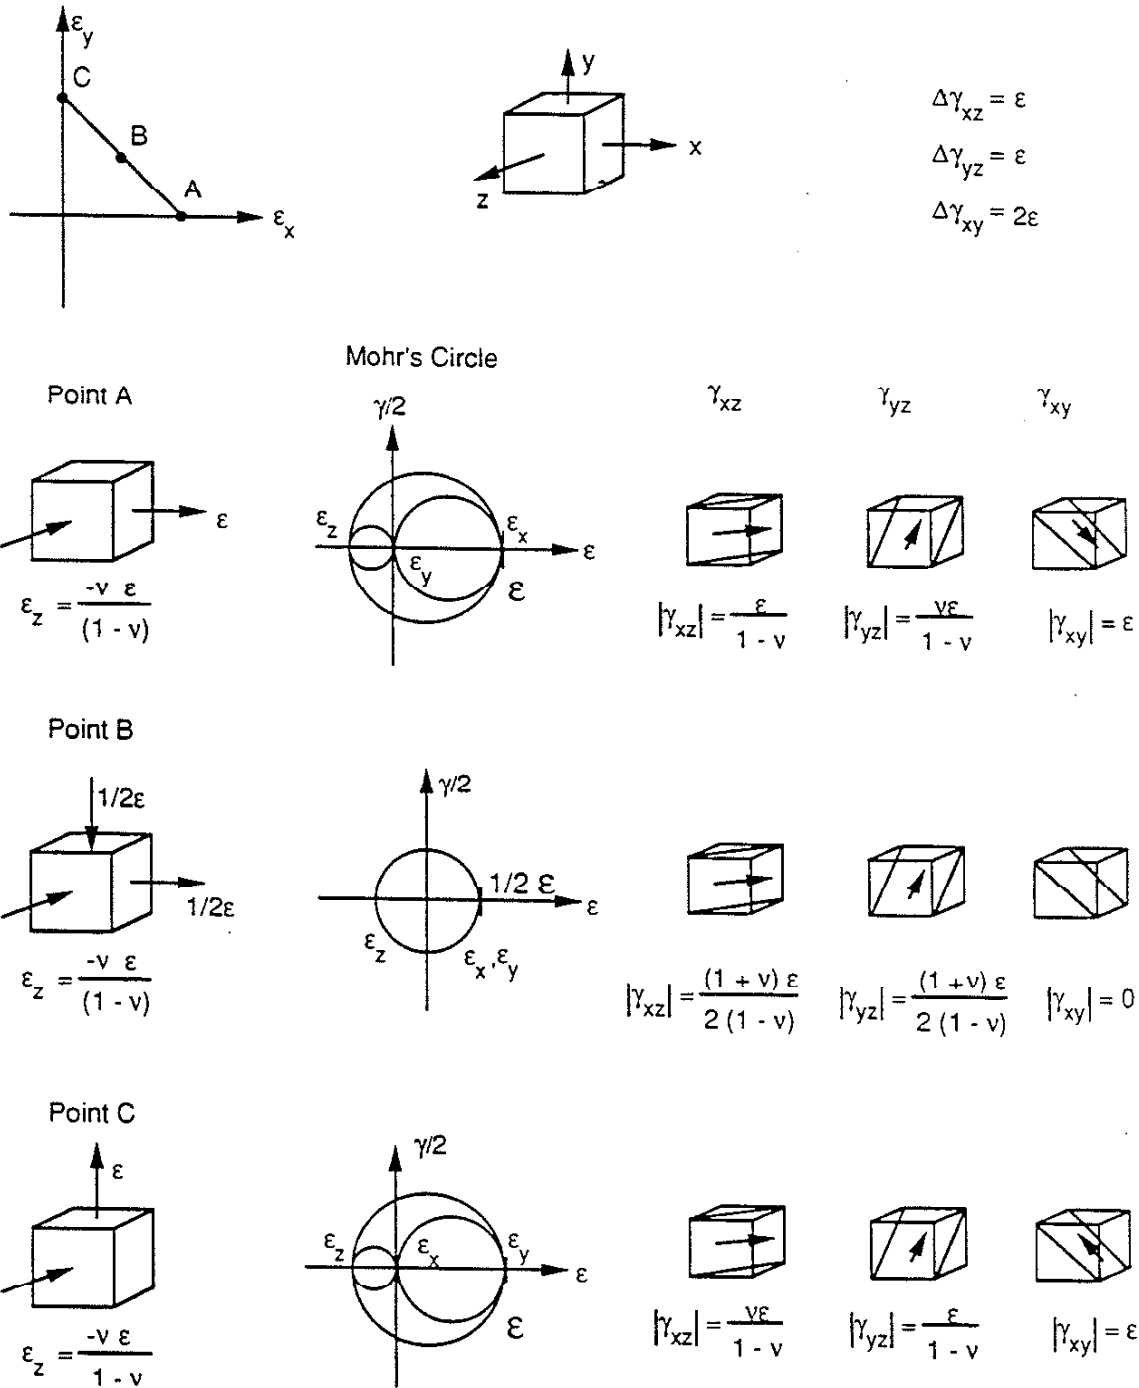 ε_y
C
B
A
ε_x
y
x
z
Δγ_xz = ε
Δγ_yz = ε
Δγ_xy = 2ε
Mohr's Circle
Point A
γ/2
γ_xz
γ_yz
γ_xy
ε
ε_z
ε_x
ε
ε_y
ε
ε_z = -ν ε / (1 - ν)
|γ_xz| = ε / 1 - ν
|γ_yz| = νε / 1 - ν
|γ_xy| = ε
Point B
1/2ε
γ/2
1/2ε
1/2 ε
ε
ε_z
ε_x, ε_y
ε_z = -ν ε / (1 - ν)
|γ_xz| = (1 + ν) ε / 2 (1 - ν)
|γ_yz| = (1 +ν) ε / 2 (1 - ν)
|γ_xy| = 0
Point C
ε
γ/2
ε_z
ε_x
ε_y
ε
ε
ε_z = -ν ε / 1 - ν
|γ_xz| = νε / 1 - ν
|γ_yz| = ε / 1 - ν
|γ_xy| = ε